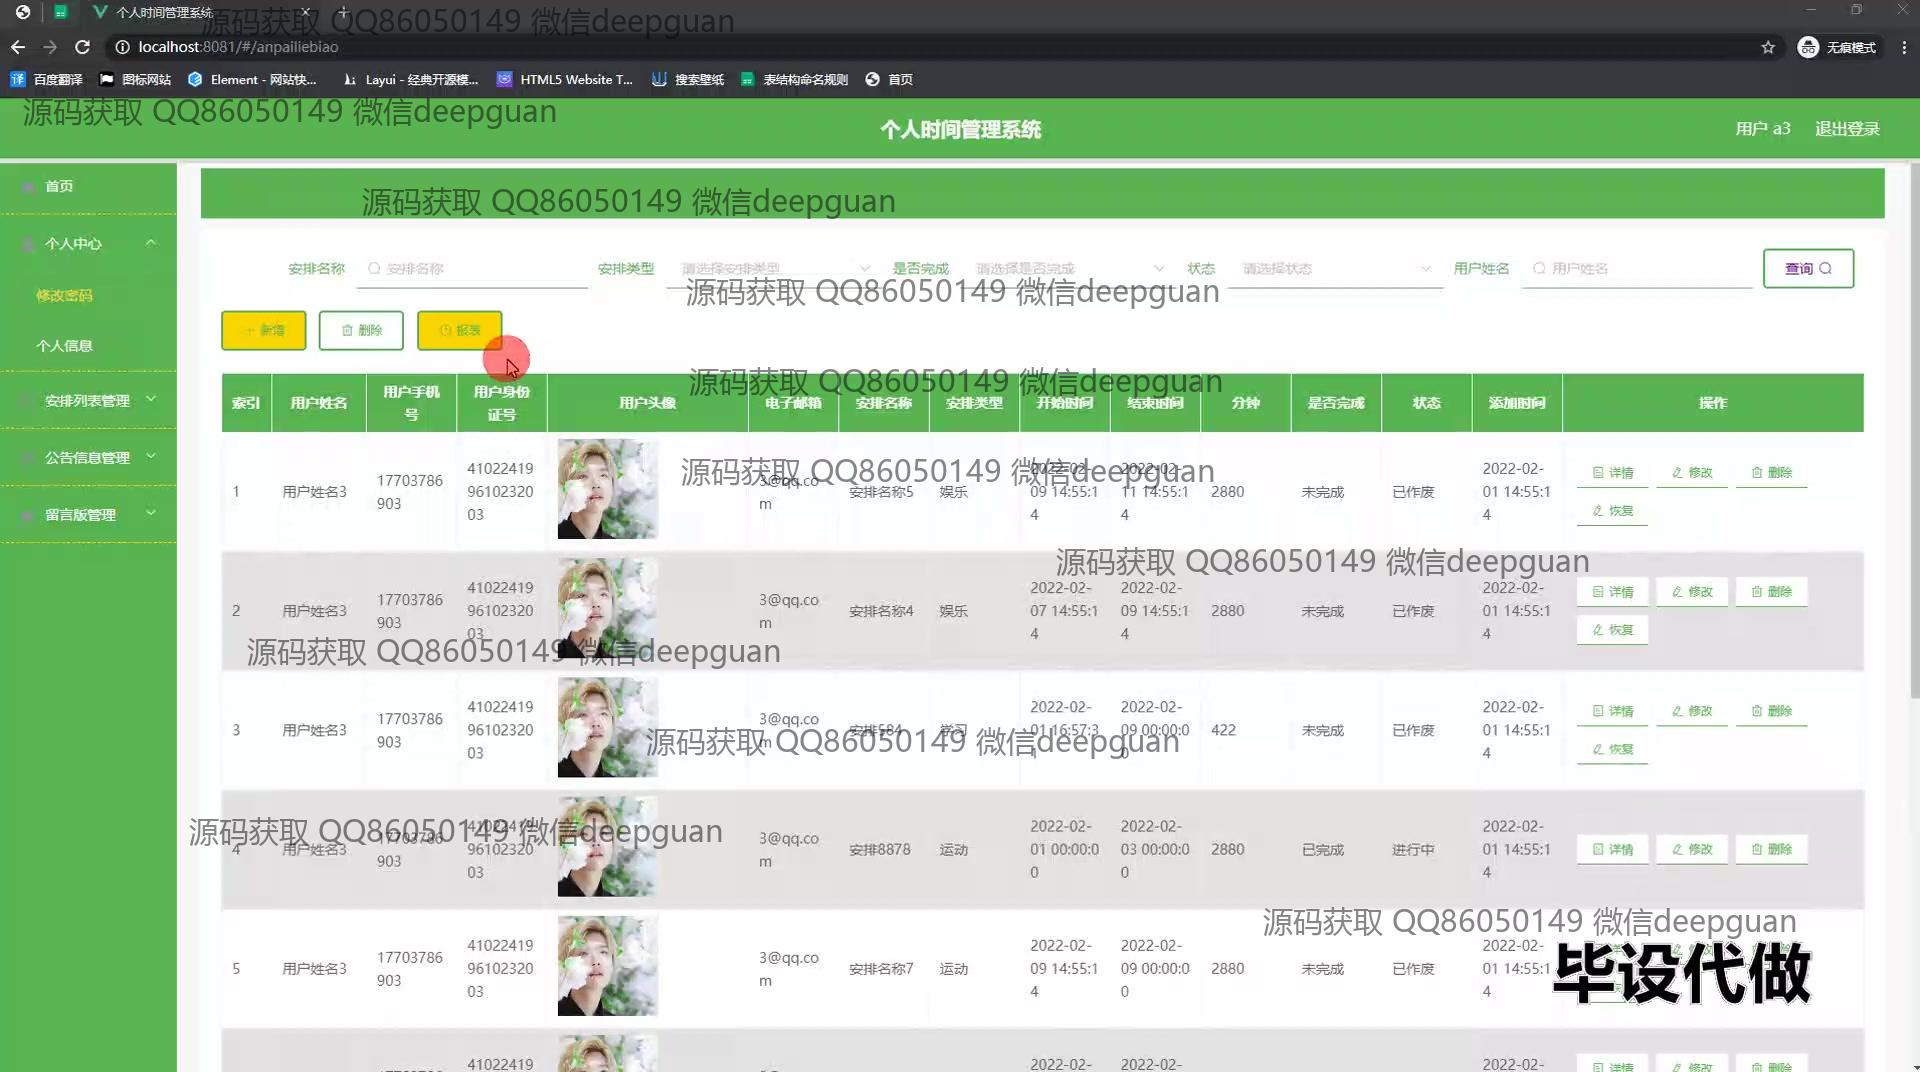 个人时间管理系统
源码获取 QQ86050149 微信deepguan
localhost:8081/#/anpailiebiao
无痕模式
百度翻译 图标网站 Element - 网站快... Layui - 经典开源模... HTML5 Website T... 搜索壁纸 表结构命名规则 首页
源码获取 QQ86050149 微信deepguan
个人时间管理系统
用户 a3 退出登录
首页
个人中心
修改密码
个人信息
安排列表管理
公告信息管理
留言版管理
源码获取 QQ86050149 微信deepguan
安排名称 安排名称 安排类型 请选择安排类型 是否完成 请选择是否完成 状态 请选择状态 用户姓名 用户姓名 查询
源码获取 QQ86050149 微信deepguan
新增 删除 报表
源码获取 QQ86050149 微信deepguan
索引 用户姓名 用户手机号 用户身份证号 用户头像 电子邮箱 安排名称 安排类型 开始时间 结束时间 分钟 是否完成 状态 添加时间 操作
源码获取 QQ86050149 微信deepguan
1 用户姓名3 17703786903 410224199610232003 3@qq.com 安排名称5 娱乐 2022-02-09 14:55:14 2022-02-11 14:55:14 2880 未完成 已作废 2022-02-01 14:55:14 详情 修改 删除 恢复
源码获取 QQ86050149 微信deepguan
2 用户姓名3 17703786903 410224199610232003 3@qq.com 安排名称4 娱乐 2022-02-07 14:55:14 2022-02-09 14:55:14 2880 未完成 已作废 2022-02-01 14:55:14 详情 修改 删除 恢复
源码获取 QQ86050149 微信deepguan
3 用户姓名3 17703786903 410224199610232003 3@qq.com 安排584 学习 2022-02-01 16:57:3 2022-02-09 00:00:00 422 未完成 已作废 2022-02-01 14:55:14 详情 修改 删除 恢复
源码获取 QQ86050149 微信deepguan
4 用户姓名3 17703786903 410224199610232003 3@qq.com 安排8878 运动 2022-02-01 00:00:00 2022-02-03 00:00:00 2880 已完成 进行中 2022-02-01 14:55:14 详情 修改 删除
源码获取 QQ86050149 微信deepguan
5 用户姓名3 17703786903 410224199610232003 3@qq.com 安排名称7 运动 2022-02-09 14:55:14 2022-02-09 00:00:00 2880 未完成 已作废 2022-02-01 14:55:14
源码获取 QQ86050149 微信deepguan
毕设代做
41022419 2022-02- 2022-02- 2022-02- 详情 修改 删除